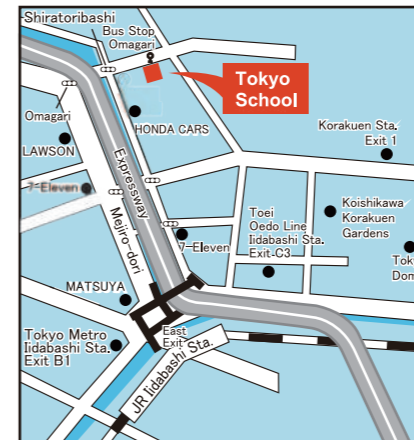 Shiratoribashi
Bus Stop
Omagari
Tokyo
School
Omagari
HONDA CARS
LAWSON
Korakuen Sta.
Exit 1
Expressway
7-Eleven
Mejiro-dori
Toei
Oedo Line
Iidabashi Sta.
Exit C3
Koishikawa
Korakuen
Gardens
7-Eleven
Tok
Dom
MATSUYA
East
Exit
Tokyo Metro
Iidabashi Sta.
Exit B1
JR Iidabashi Sta.